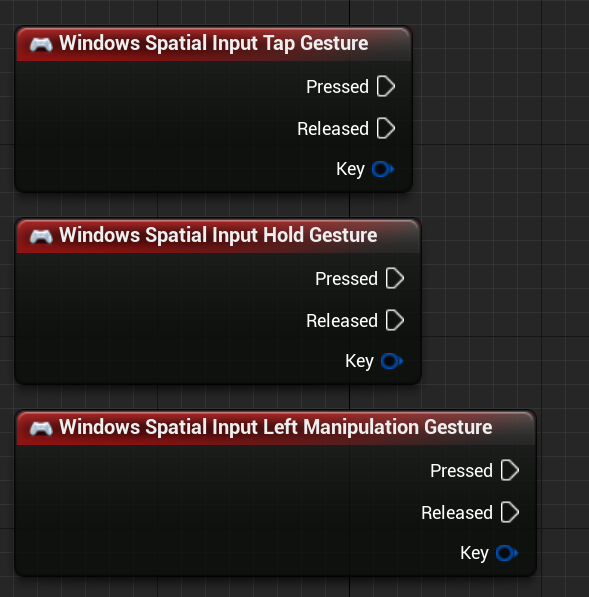 Windows Spatial Input Tap Gesture
Pressed
Released
Key
Windows Spatial Input Hold Gesture
Pressed
Released
Key
Windows Spatial Input Left Manipulation Gesture
Pressed
Released
Key